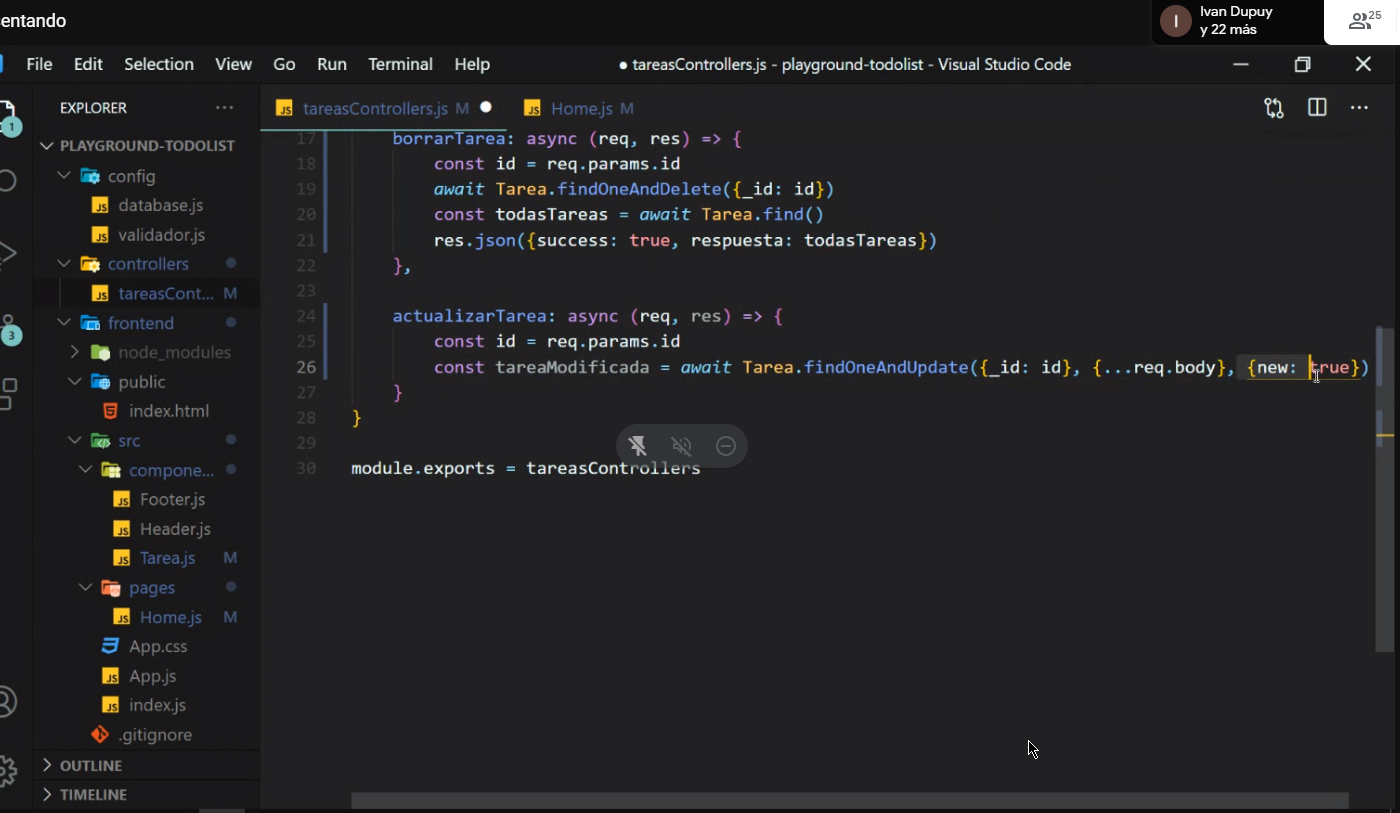 entando
Ivan Dupuy
y 22 más
I
25
File Edit Selection View Go Run Terminal Help
● tareasControllers.js - playground-todolist - Visual Studio Code
EXPLORER
tareasControllers.js M
Home.js M
1
3
PLAYGROUND-TODOLIST
config
database.js
validador.js
controllers
tareasCont... M
frontend
node_modules
public
index.html
src
compone...
Footer.js
Header.js
Tarea.js M
pages
Home.js M
App.css
App.js
index.js
.gitignore
OUTLINE
TIMELINE
17 borrarTarea: async (req, res) => {
18 const id = req.params.id
19 await Tarea.findOneAndDelete({_id: id})
20 const todasTareas = await Tarea.find()
21 res.json({success: true, respuesta: todasTareas})
22 },
23
24 actualizarTarea: async (req, res) => {
25 const id = req.params.id
26 const tareaModificada = await Tarea.findOneAndUpdate({_id: id}, {...req.body}, {new: true})
27 }
28 }
29
30 module.exports = tareasControllers